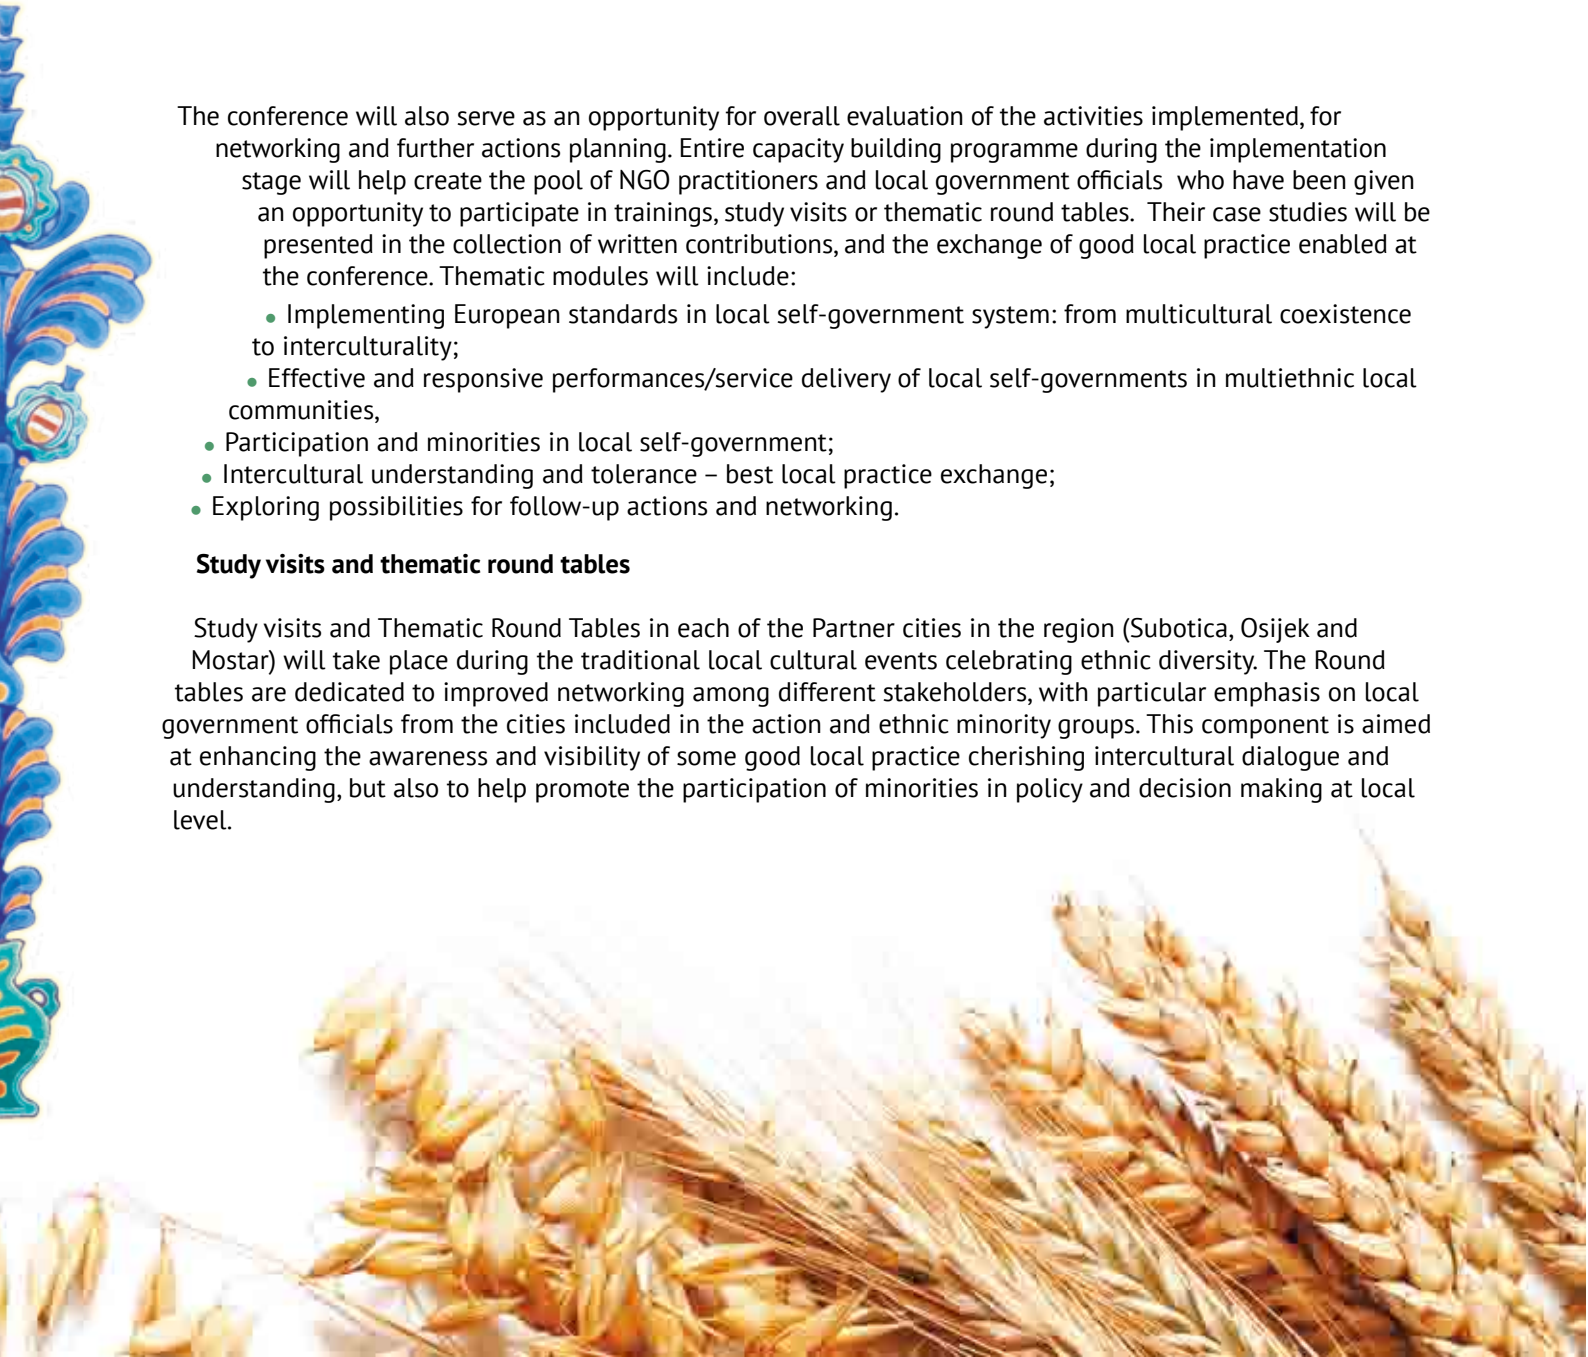 The conference will also serve as an opportunity for overall evaluation of the activities implemented, for
networking and further actions planning. Entire capacity building programme during the implementation
stage will help create the pool of NGO practitioners and local government officials  who have been given
an opportunity to participate in trainings, study visits or thematic round tables.  Their case studies will be
presented in the collection of written contributions, and the exchange of good local practice enabled at
the conference. Thematic modules will include:
• Implementing European standards in local self-government system: from multicultural coexistence
to interculturality;
• Effective and responsive performances/service delivery of local self-governments in multiethnic local
communities,
• Participation and minorities in local self-government;
• Intercultural understanding and tolerance – best local practice exchange;
• Exploring possibilities for follow-up actions and networking.
Study visits and thematic round tables
Study visits and Thematic Round Tables in each of the Partner cities in the region (Subotica, Osijek and
Mostar) will take place during the traditional local cultural events celebrating ethnic diversity. The Round
tables are dedicated to improved networking among different stakeholders, with particular emphasis on local
government officials from the cities included in the action and ethnic minority groups. This component is aimed
at enhancing the awareness and visibility of some good local practice cherishing intercultural dialogue and
understanding, but also to help promote the participation of minorities in policy and decision making at local
level.